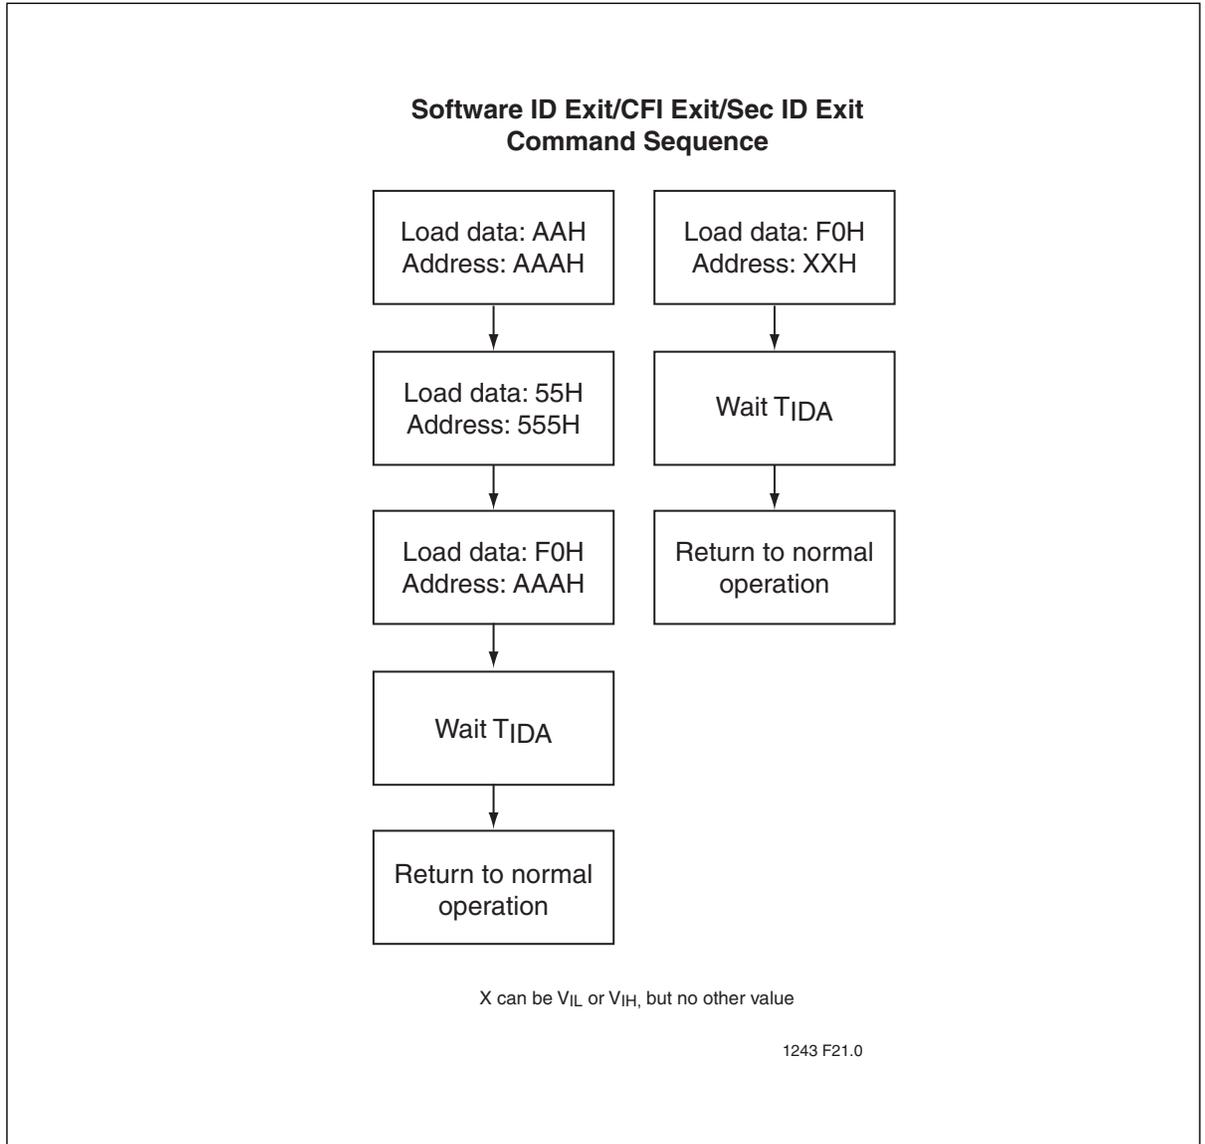 Software ID Exit/CFI Exit/Sec ID Exit
Command Sequence
Load data: AAH
Address: AAAH
Load data: 55H
Address: 555H
Load data: F0H
Address: AAAH
Wait TIDA
Return to normal
operation
Load data: F0H
Address: XXH
Wait TIDA
Return to normal
operation
X can be VIL or VIH, but no other value
1243 F21.0